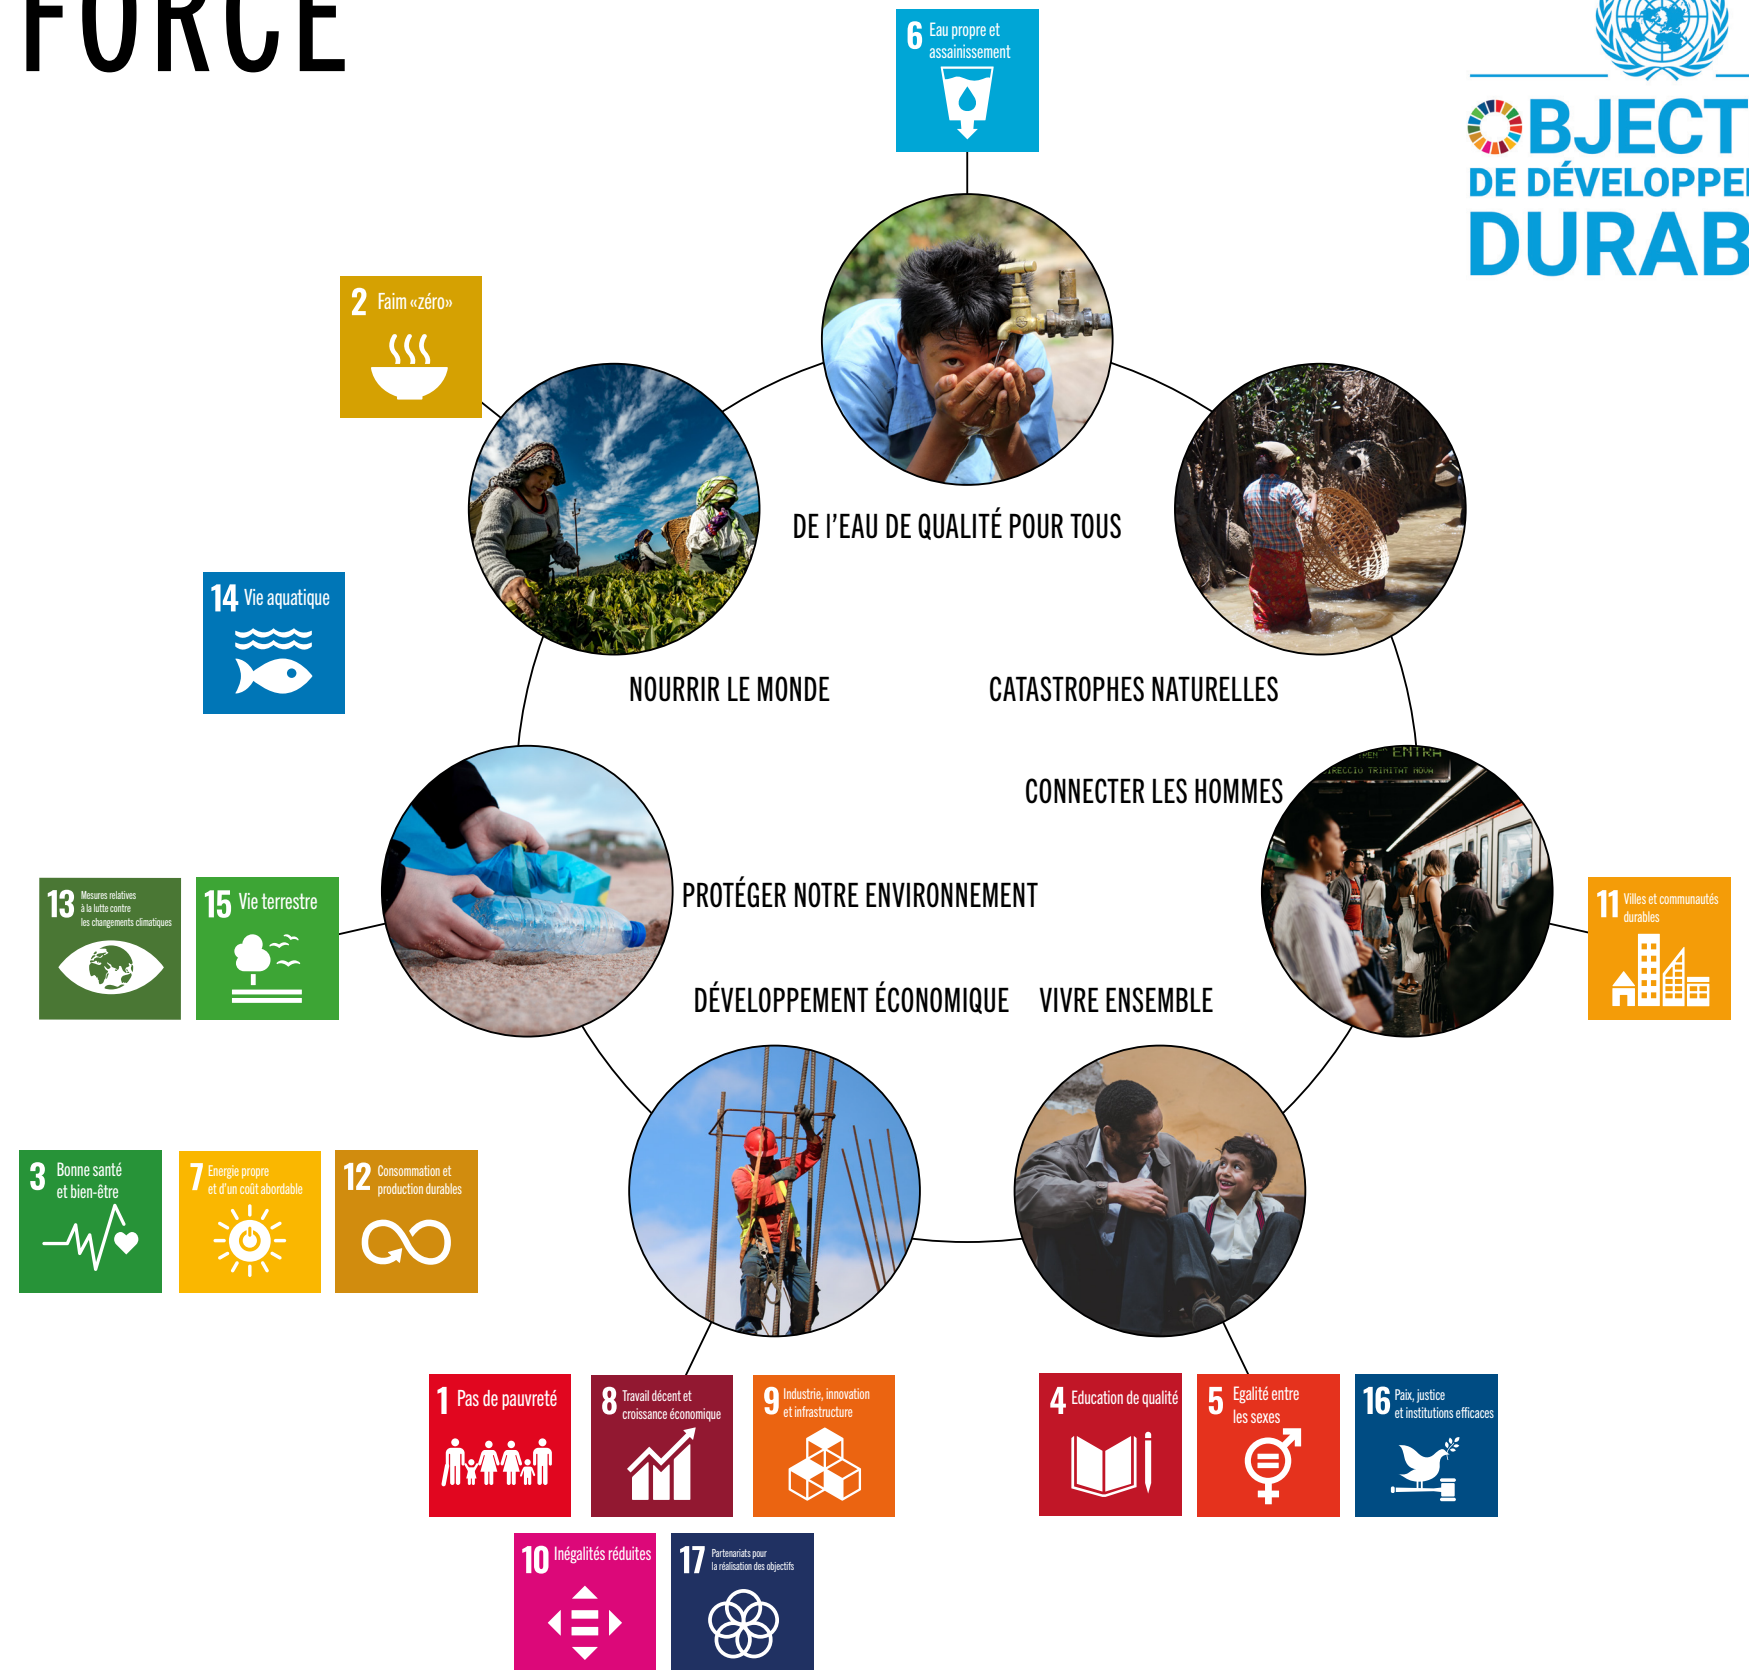 FORCE
6 Eau propre et
assainissement
OBJECT
DE DÉVELOPPE
DURAB
2 Faim «zéro»
DE l'EAU DE QUALITÉ POUR TOUS
14 Vie aquatique
NOURRIR LE MONDE
CATASTROPHES NATURELLES
ENTRA
DIRECCIÓ TRINITAT NOVA
CONNECTER LES HOMMES
13 Mesures relatives
à la lutte contre
les changements climatiques
15 Vie terrestre
PROTÉGER NOTRE ENVIRONNEMENT
11 Villes et communautés
durables
DÉVELOPPEMENT ÉCONOMIQUE
VIVRE ENSEMBLE
3 Bonne santé
et bien-être
7 Energie propre
et d'un coût abordable
12 Consommation et
production durables
1 Pas de pauvreté
8 Travail décent et
croissance économique
9 Industrie, innovation
et infrastructure
4 Education de qualité
5 Egalité entre
les sexes
16 Paix, justice
et institutions efficaces
10 Inégalités réduites
17 Partenariats pour
la réalisation des objectifs